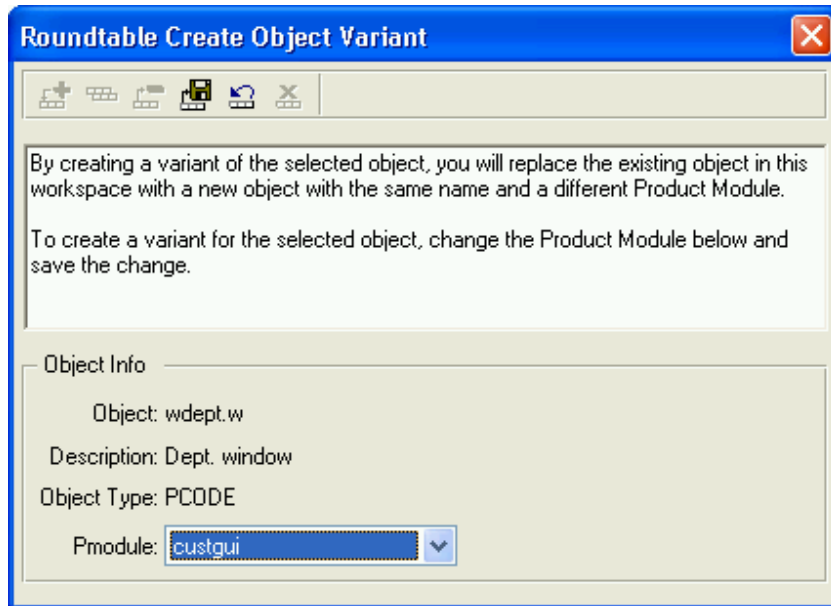 Roundtable Create Object Variant
By creating a variant of the selected object, you will replace the existing object in this
workspace with a new object with the same name and a different Product Module.
To create a variant for the selected object, change the Product Module below and
save the change.
Object Info
Object: wdept.w
Description: Dept. window
Object Type: PCODE
Pmodule: custgui